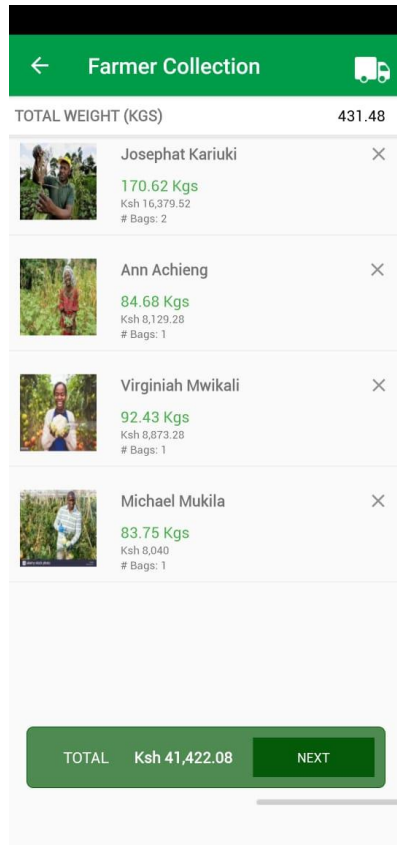 Farmer Collection
TOTAL WEIGHT (KGS) 431.48
Josephat Kariuki
170.62 Kgs
Ksh 16,379.52
# Bags: 2
Ann Achieng
84.68 Kgs
Ksh 8,129.28
# Bags: 1
Virginiah Mwikali
92.43 Kgs
Ksh 8,873.28
# Bags: 1
Michael Mukila
83.75 Kgs
Ksh 8,040
# Bags: 1
TOTAL Ksh 41,422.08 NEXT